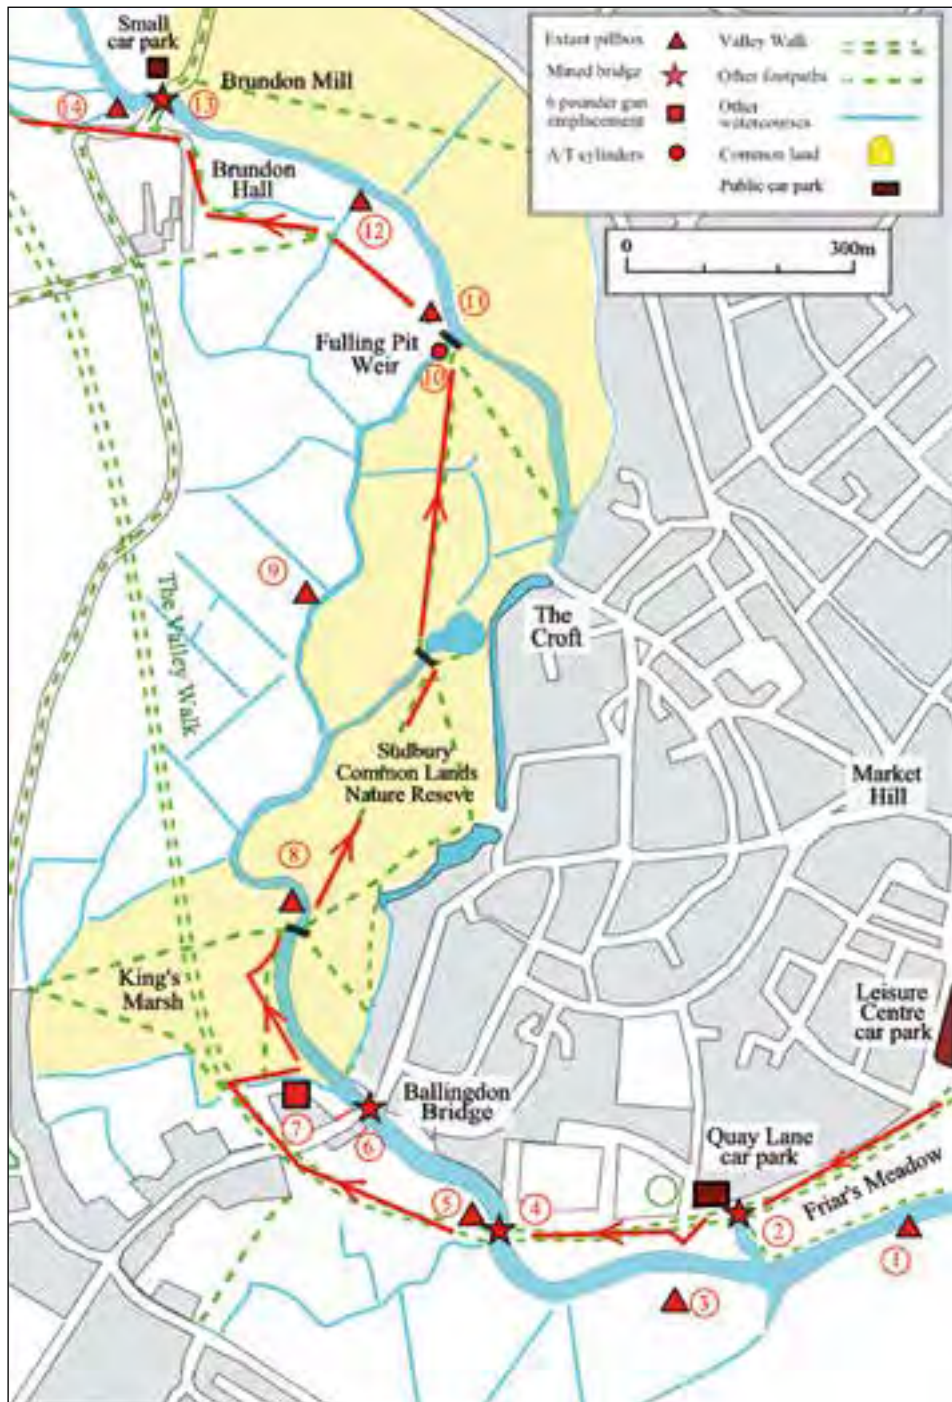 Small
car park
Brundon Mill
14
13
Brundon
Hall
12
11
Fulling Pit
Weir
10
Extant pillbox
Mined bridge
6 pounder gun
emplacement
A/T cylinders
Valley Walk
Other footpaths
Other
watercourses
Common land
Public car park
0
300m
9
The Valley Walk
The
Croft
Sudbury
Common Lands
Nature Reseve
Market
Hill
8
King's
Marsh
Leisure
Centre
car park
Ballingdon
Bridge
7
6
Quay Lane
car park
Friar's Meadow
5
4
2
1
3